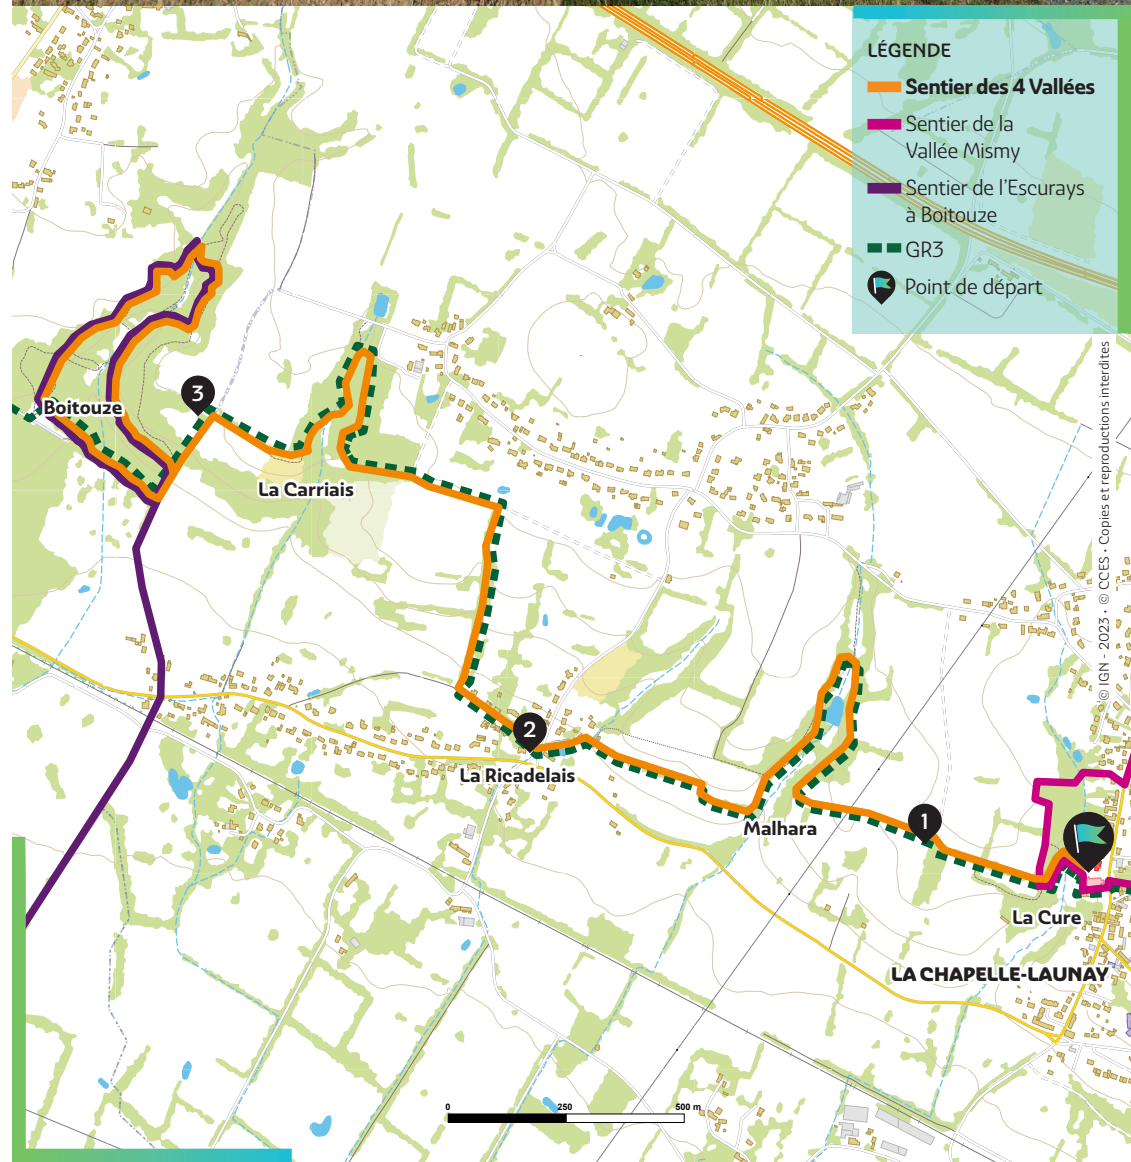 LÉGENDE
Sentier des 4 Vallées
Sentier de la
Vallée Mismy
Sentier de l'Escurays
à Boitouze
GR3
Point de départ
© IGN - 2023 • © CCES • Copies et reproductions interdites
3
Boitouze
La Carriais
2
La Ricadelais
Malhara
1
La Cure
LA CHAPELLE-LAUNAY
0 250 500 m